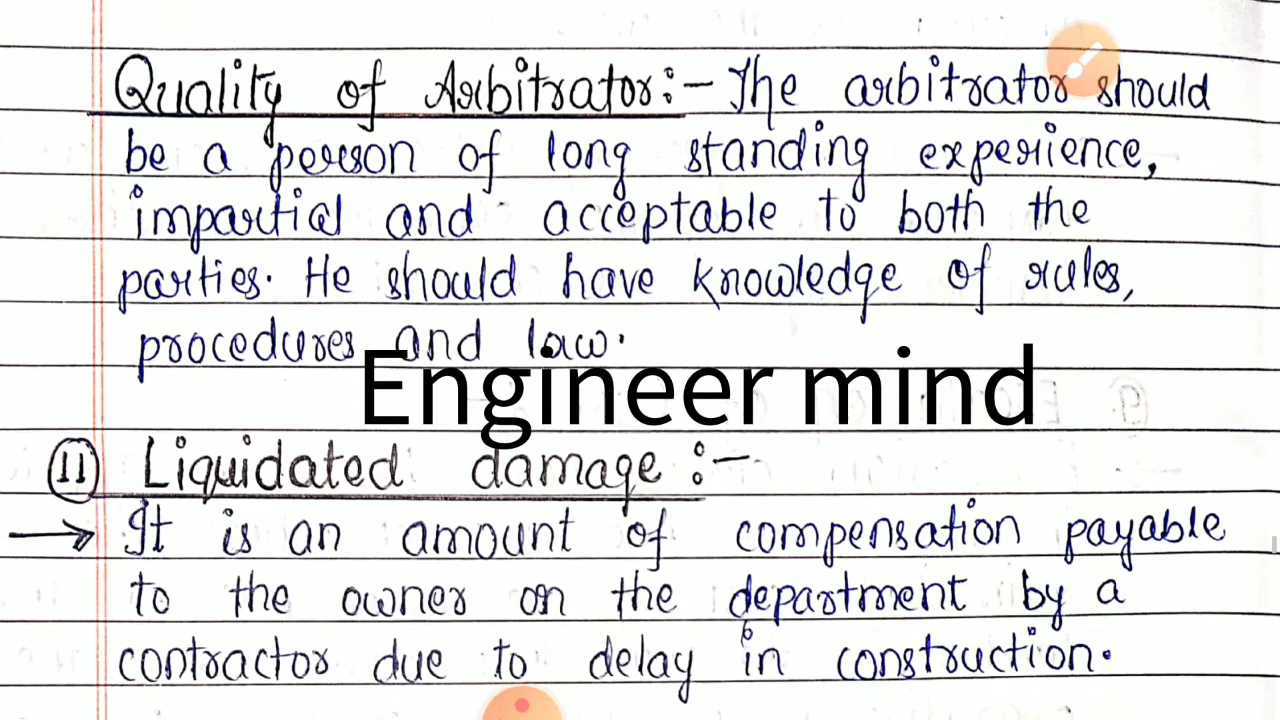 Quality of Arbitrator:- The arbitrator should
be a person of long standing experience,
impartial and acceptable to both the
parties. He should have knowledge of rules,
procedures and law.
Engineer mind
11 Liquidated damage :-
→ It is an amount of compensation payable
to the owner on the department by a
contractor due to delay in construction.